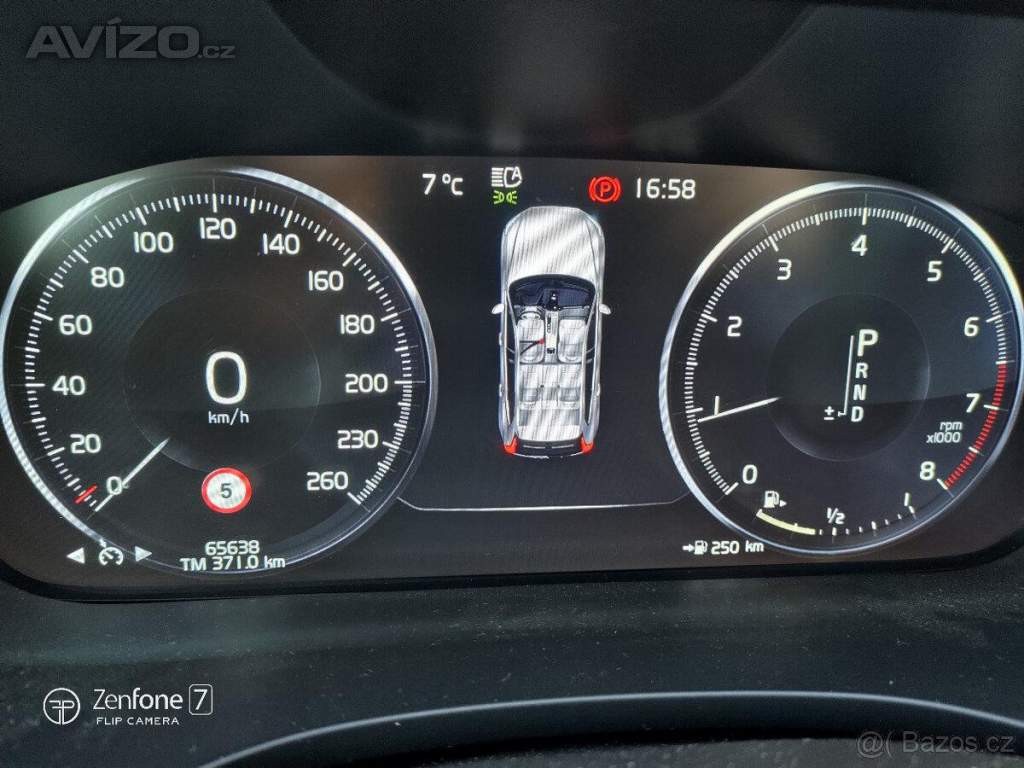 AVÍZO.cz
7 °C
A
P 16:58
0 20 40 60 80 100 120 140 160 180 200 230 260
0
km/h
5
65638
TM 371.0 km
0 1 2 3 4 5 6 7 8
rpm
x1000
P
R
N
± D
1/2 1
250 km
Zenfone 7
FLIP CAMERA
@( Bazos.cz